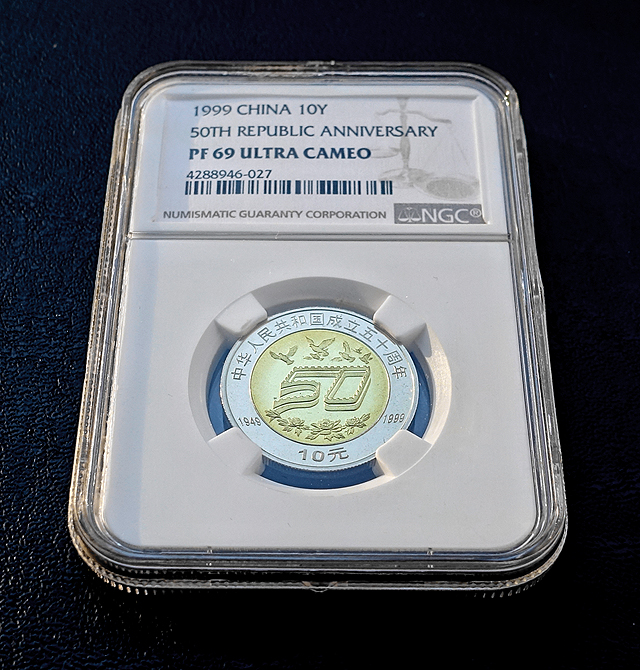 1999 CHINA 10Y
50TH REPUBLIC ANNIVERSARY
PF 69 ULTRA CAMEO
4288946-027
NUMISMATIC GUARANTY CORPORATION NGC®
中华人民共和国成立五十周年
50
1949 1999
10元